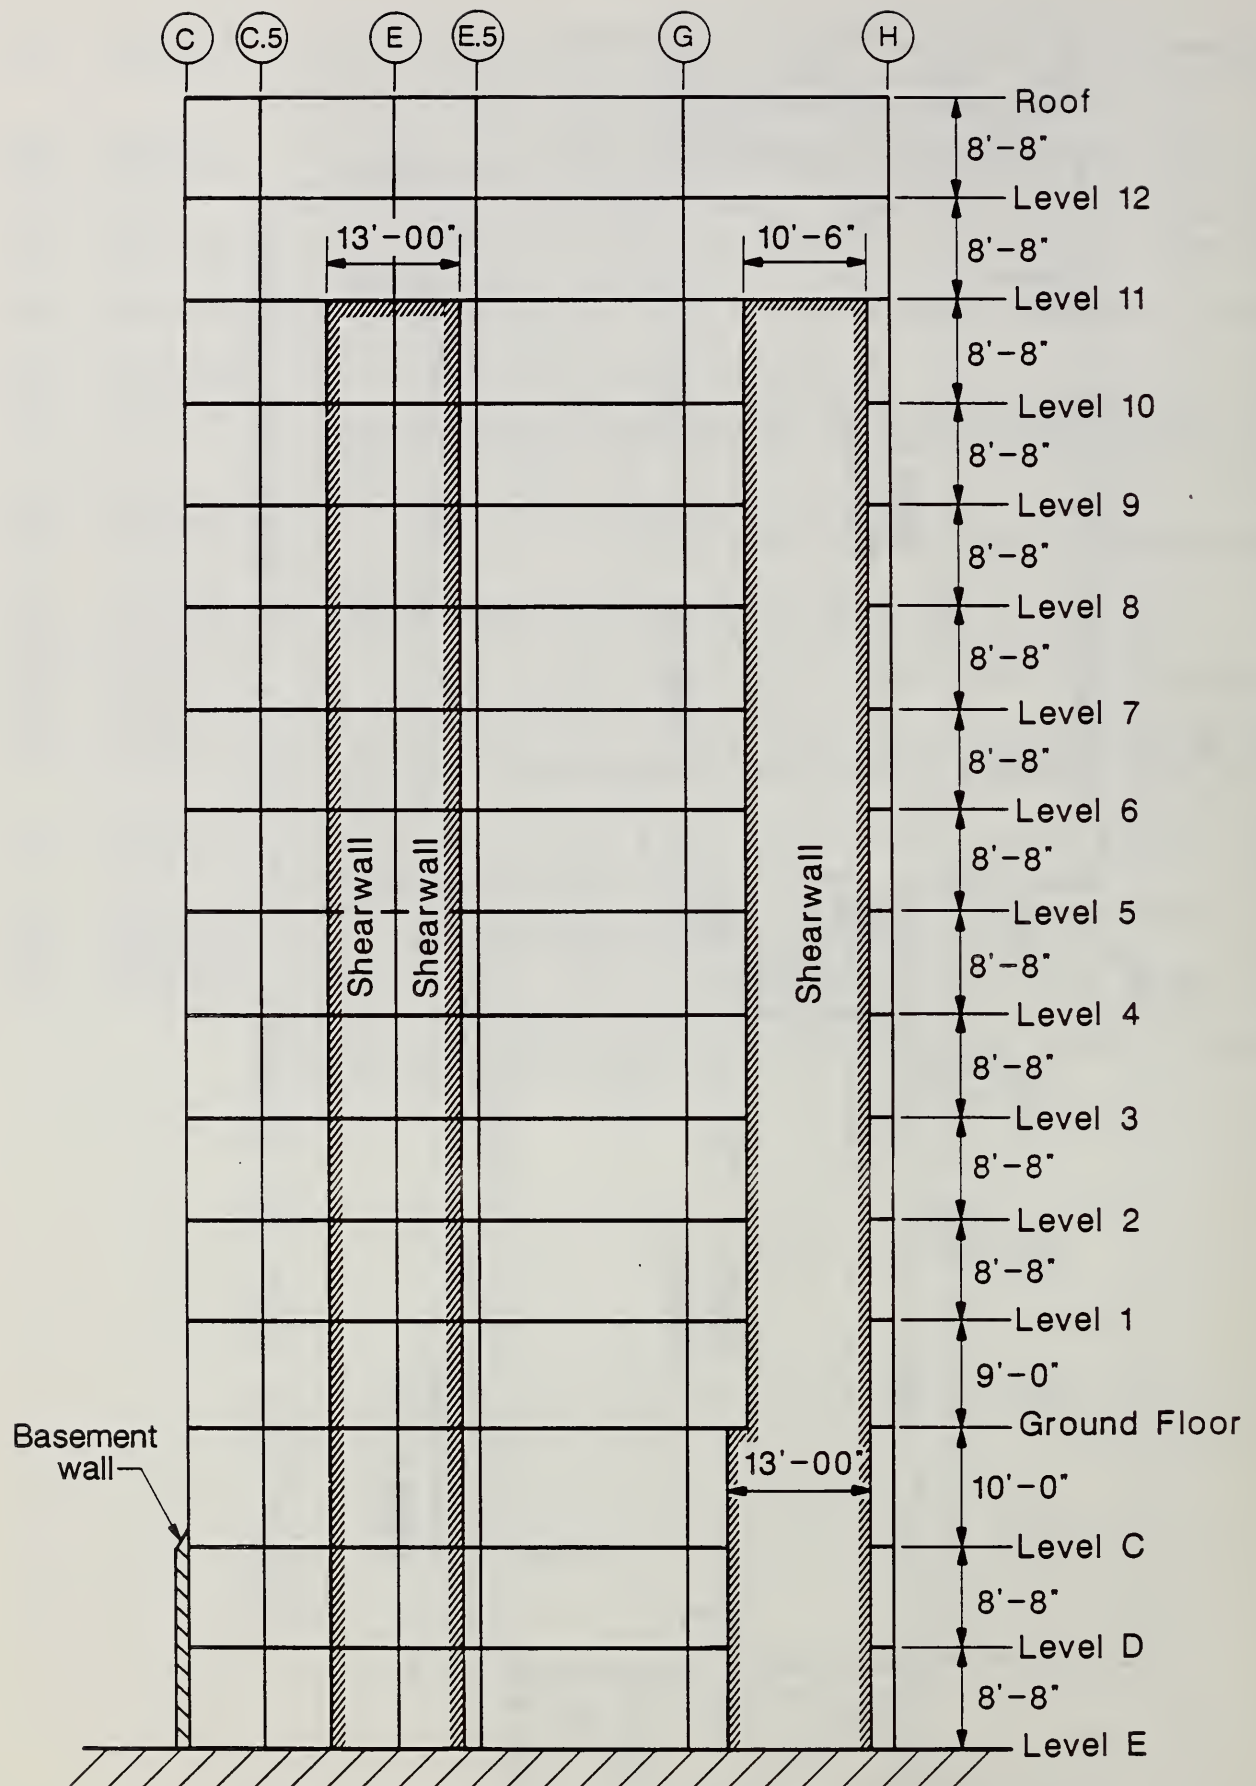 C C.5 E E.5 G H
Roof
8'-8"
Level 12
13'-00" 10'-6" 8'-8"
Level 11
8'-8"
Level 10
8'-8"
Level 9
8'-8"
Level 8
8'-8"
Level 7
8'-8"
Level 6
8'-8"
Shearwall Shearwall Shearwall
Level 5
8'-8"
Level 4
8'-8"
Level 3
8'-8"
Level 2
8'-8"
Level 1
9'-0"
Ground Floor
Basement
wall
13'-00"
10'-0"
Level C
8'-8"
Level D
8'-8"
Level E